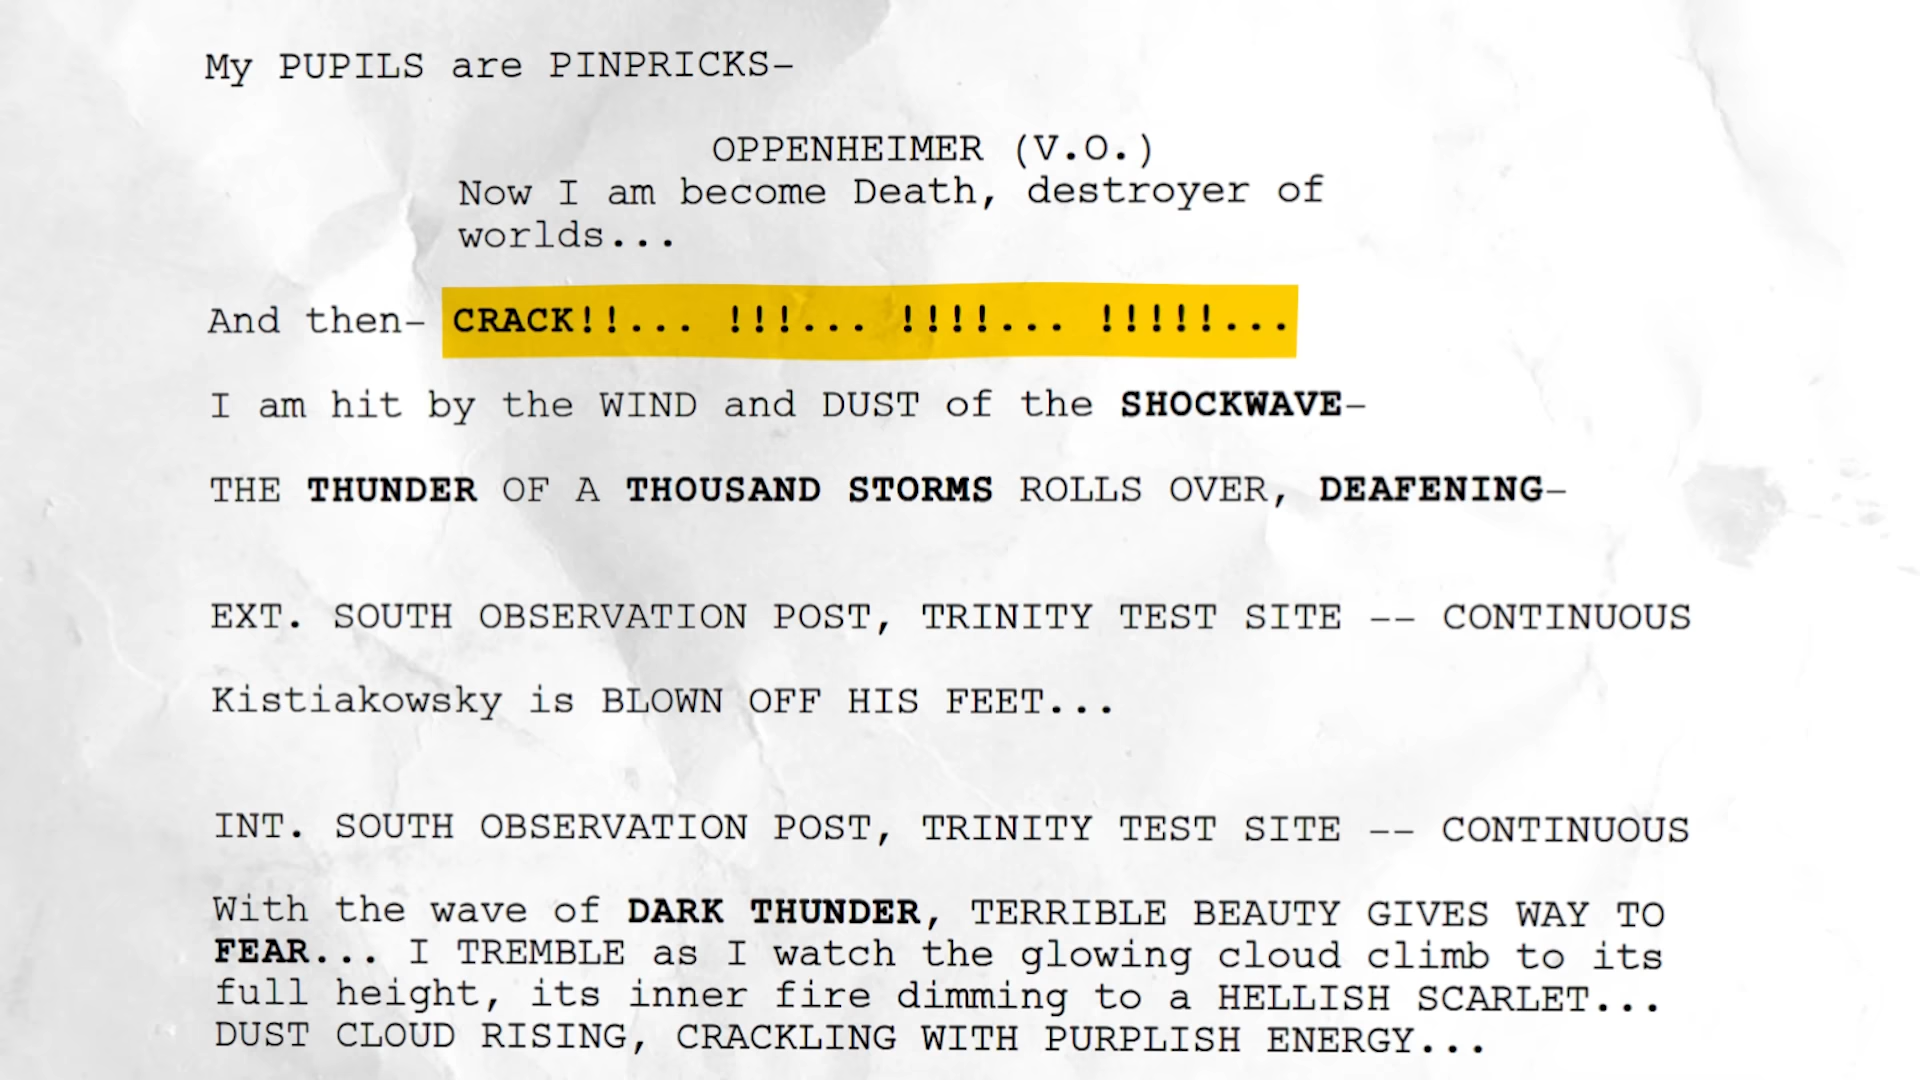 My PUPILS are PINPRICKS–
OPPENHEIMER (V.O.)
Now I am become Death, destroyer of
worlds...
And then– CRACK!!... !!!... !!!!... !!!!!...
I am hit by the WIND and DUST of the SHOCKWAVE–
THE THUNDER OF A THOUSAND STORMS ROLLS OVER, DEAFENING–
EXT. SOUTH OBSERVATION POST, TRINITY TEST SITE -- CONTINUOUS
Kistiakowsky is BLOWN OFF HIS FEET...
INT. SOUTH OBSERVATION POST, TRINITY TEST SITE -- CONTINUOUS
With the wave of DARK THUNDER, TERRIBLE BEAUTY GIVES WAY TO
FEAR... I TREMBLE as I watch the glowing cloud climb to its
full height, its inner fire dimming to a HELLISH SCARLET...
DUST CLOUD RISING, CRACKLING WITH PURPLISH ENERGY...